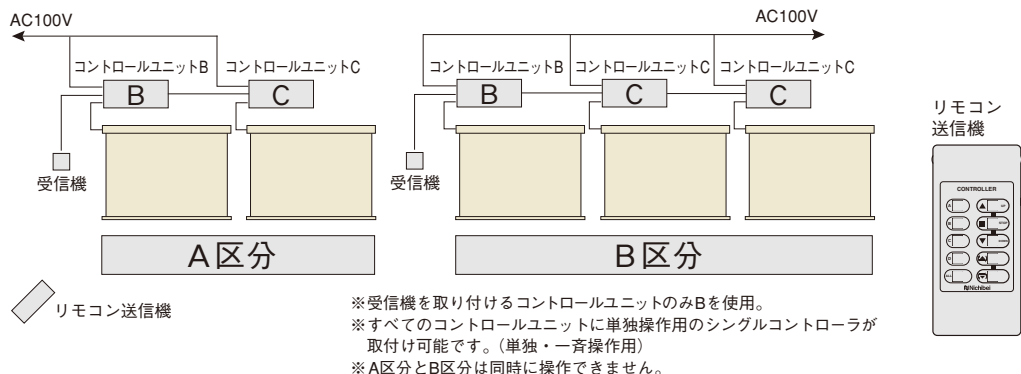 AC100V
AC100V
コントロールユニットB
コントロールユニットC
コントロールユニットB
コントロールユニットC
コントロールユニットC
B
C
B
C
C
受信機
受信機
リモコン
送信機
CONTROLLER
A
B
C
D
ALL
UP
STOP
DOWN
Nichibei
A区分
B区分
リモコン送信機
※受信機を取り付けるコントロールユニットのみBを使用。
※すべてのコントロールユニットに単独操作用のシングルコントローラが
取付け可能です。(単独・一斉操作用)
※A区分とB区分は同時に操作できません。